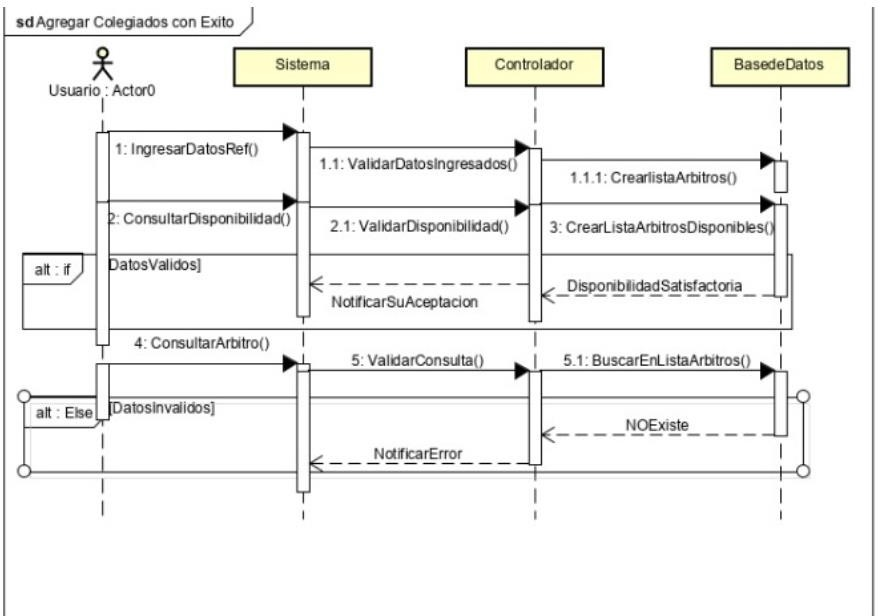 sd Agregar Colegiados con Exito
Usuario : Actor0
Sistema
Controlador
BasedeDatos
1: IngresarDatosRef()
1.1: ValidarDatosIngresados()
1.1.1: CrearlistaArbitros()
2: ConsultarDisponibilidad()
2.1: ValidarDisponibilidad()
3: CrearListaArbitrosDisponibles()
alt : if
DatosValidos]
DisponibilidadSatisfactoria
NotificarSuAceptacion
4: ConsultarArbitro()
5: ValidarConsulta()
5.1: BuscarEnListaArbitros()
alt : Else
[DatosInvalidos]
NOExiste
NotificarError